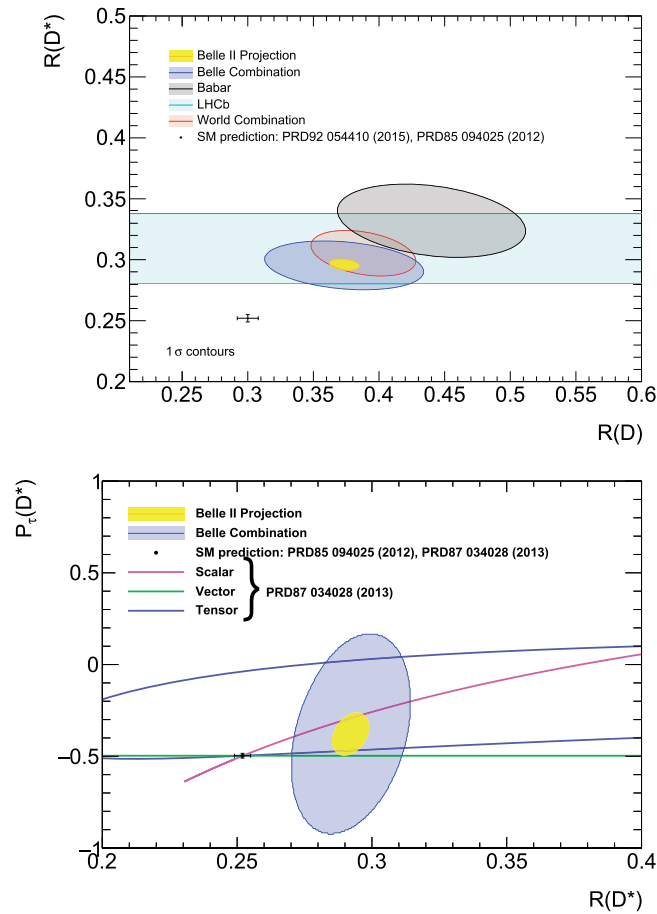 R(D*)
0.5
0.45
0.4
0.35
0.3
0.25
0.2
Belle II Projection
Belle Combination
Babar
LHCb
World Combination
SM prediction: PRD92 054410 (2015), PRD85 094025 (2012)
1 σ contours
0.25 0.3 0.35 0.4 0.45 0.5 0.55 0.6
R(D)
Pτ(D*)
1
0.5
0
−0.5
−1
Belle II Projection
Belle Combination
SM prediction: PRD85 094025 (2012), PRD87 034028 (2013)
Scalar
Vector
Tensor
} PRD87 034028 (2013)
0.2 0.25 0.3 0.35 0.4
R(D*)